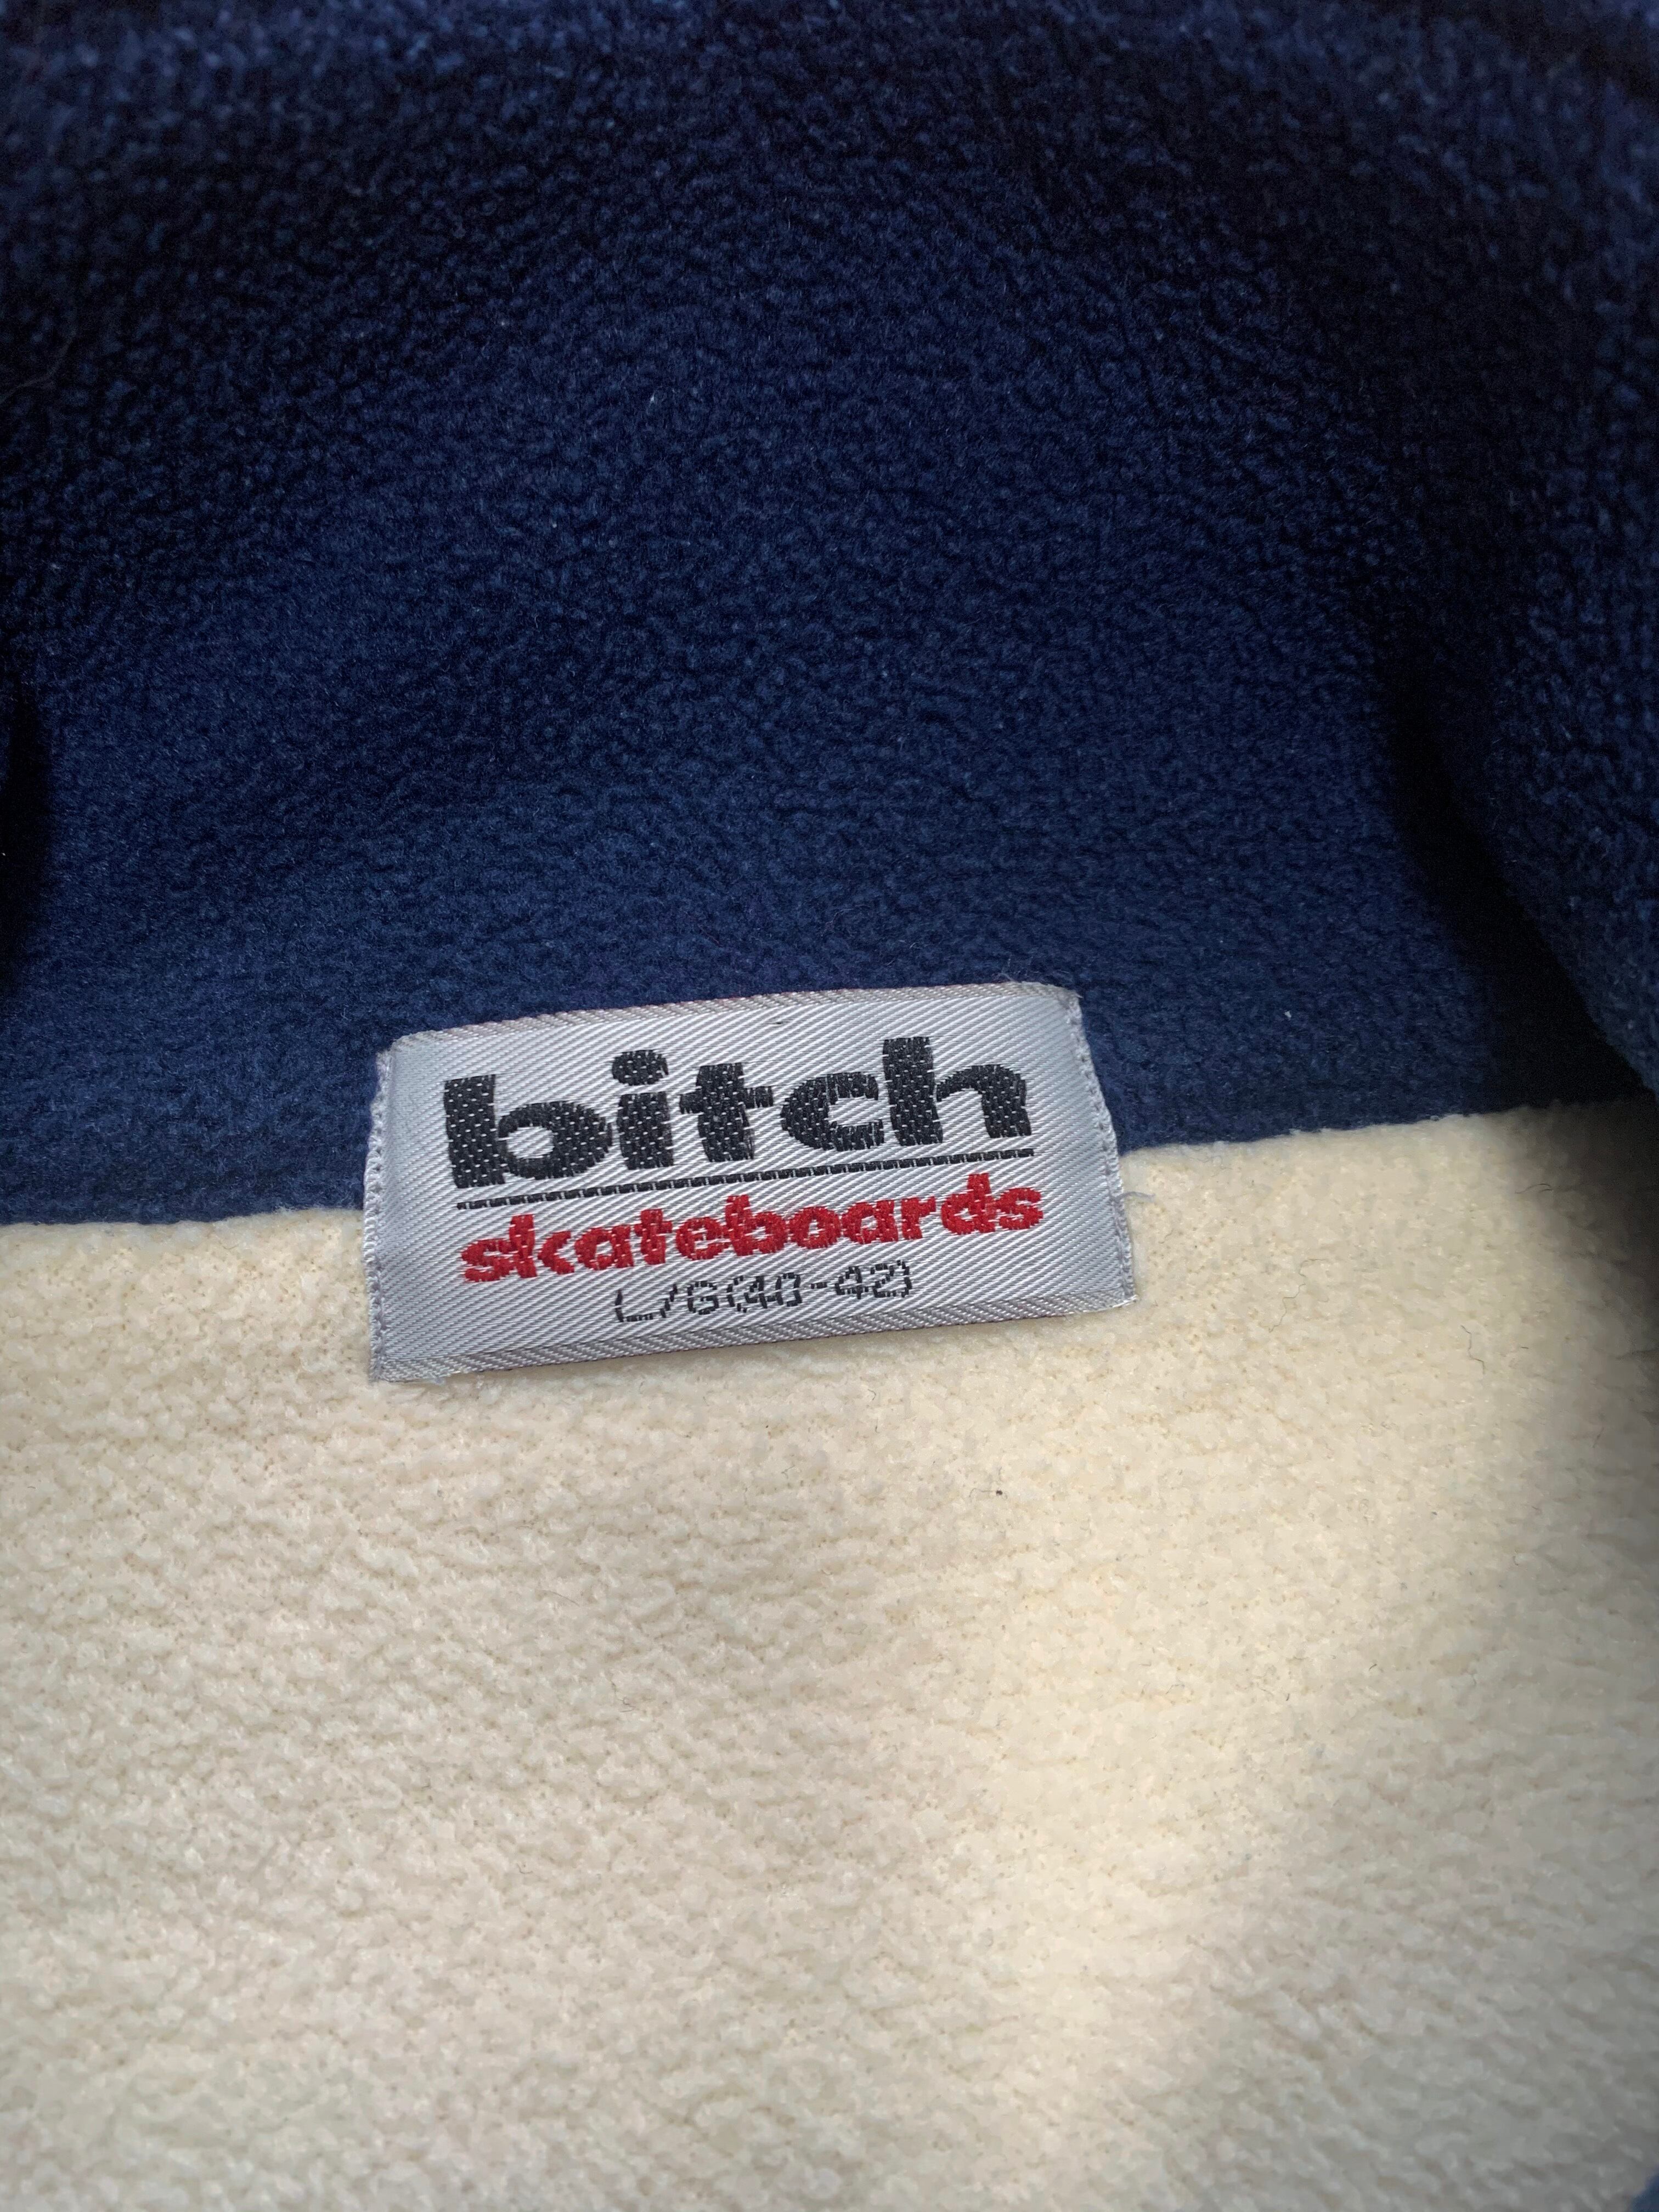 bitch
skateboards
L/G(40-42)